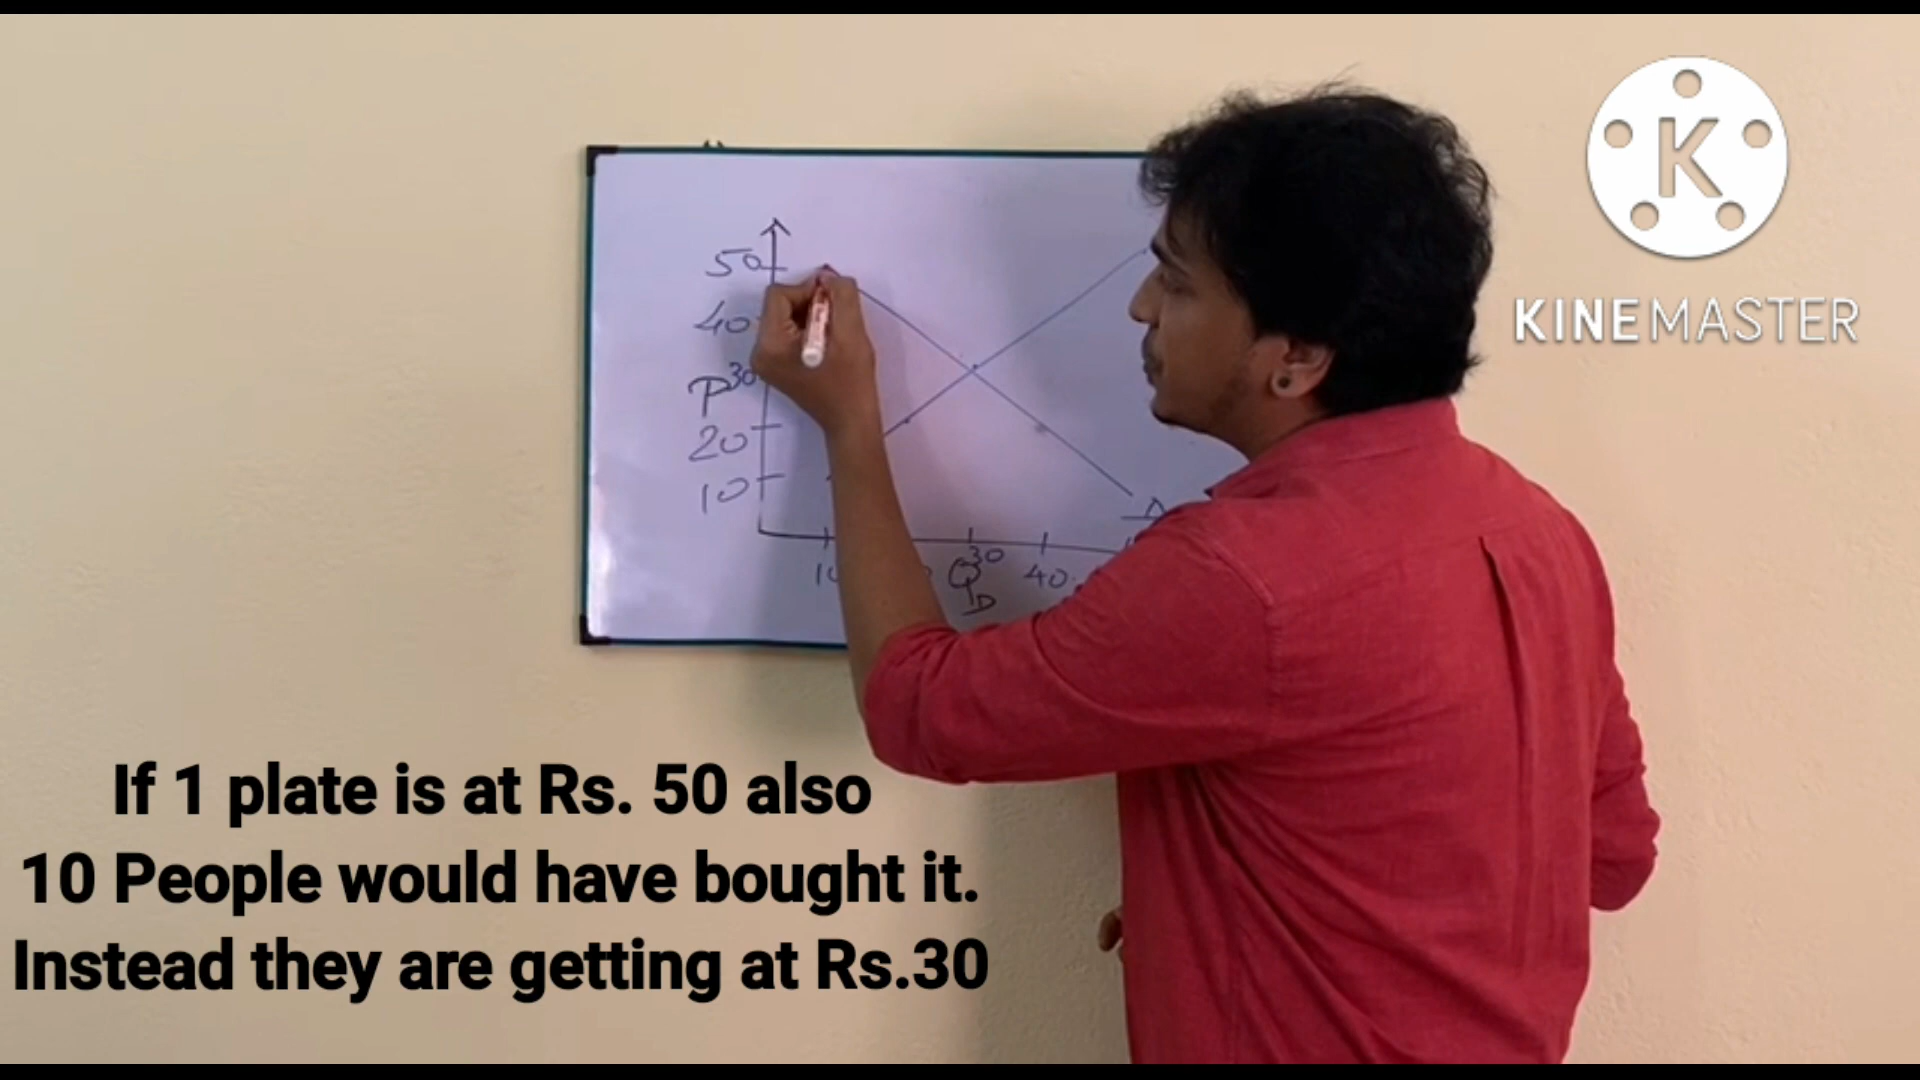 50
40
P 30
20
10
D
10
Q 30 40
D
K
KINEMASTER
If 1 plate is at Rs. 50 also
10 People would have bought it.
Instead they are getting at Rs.30